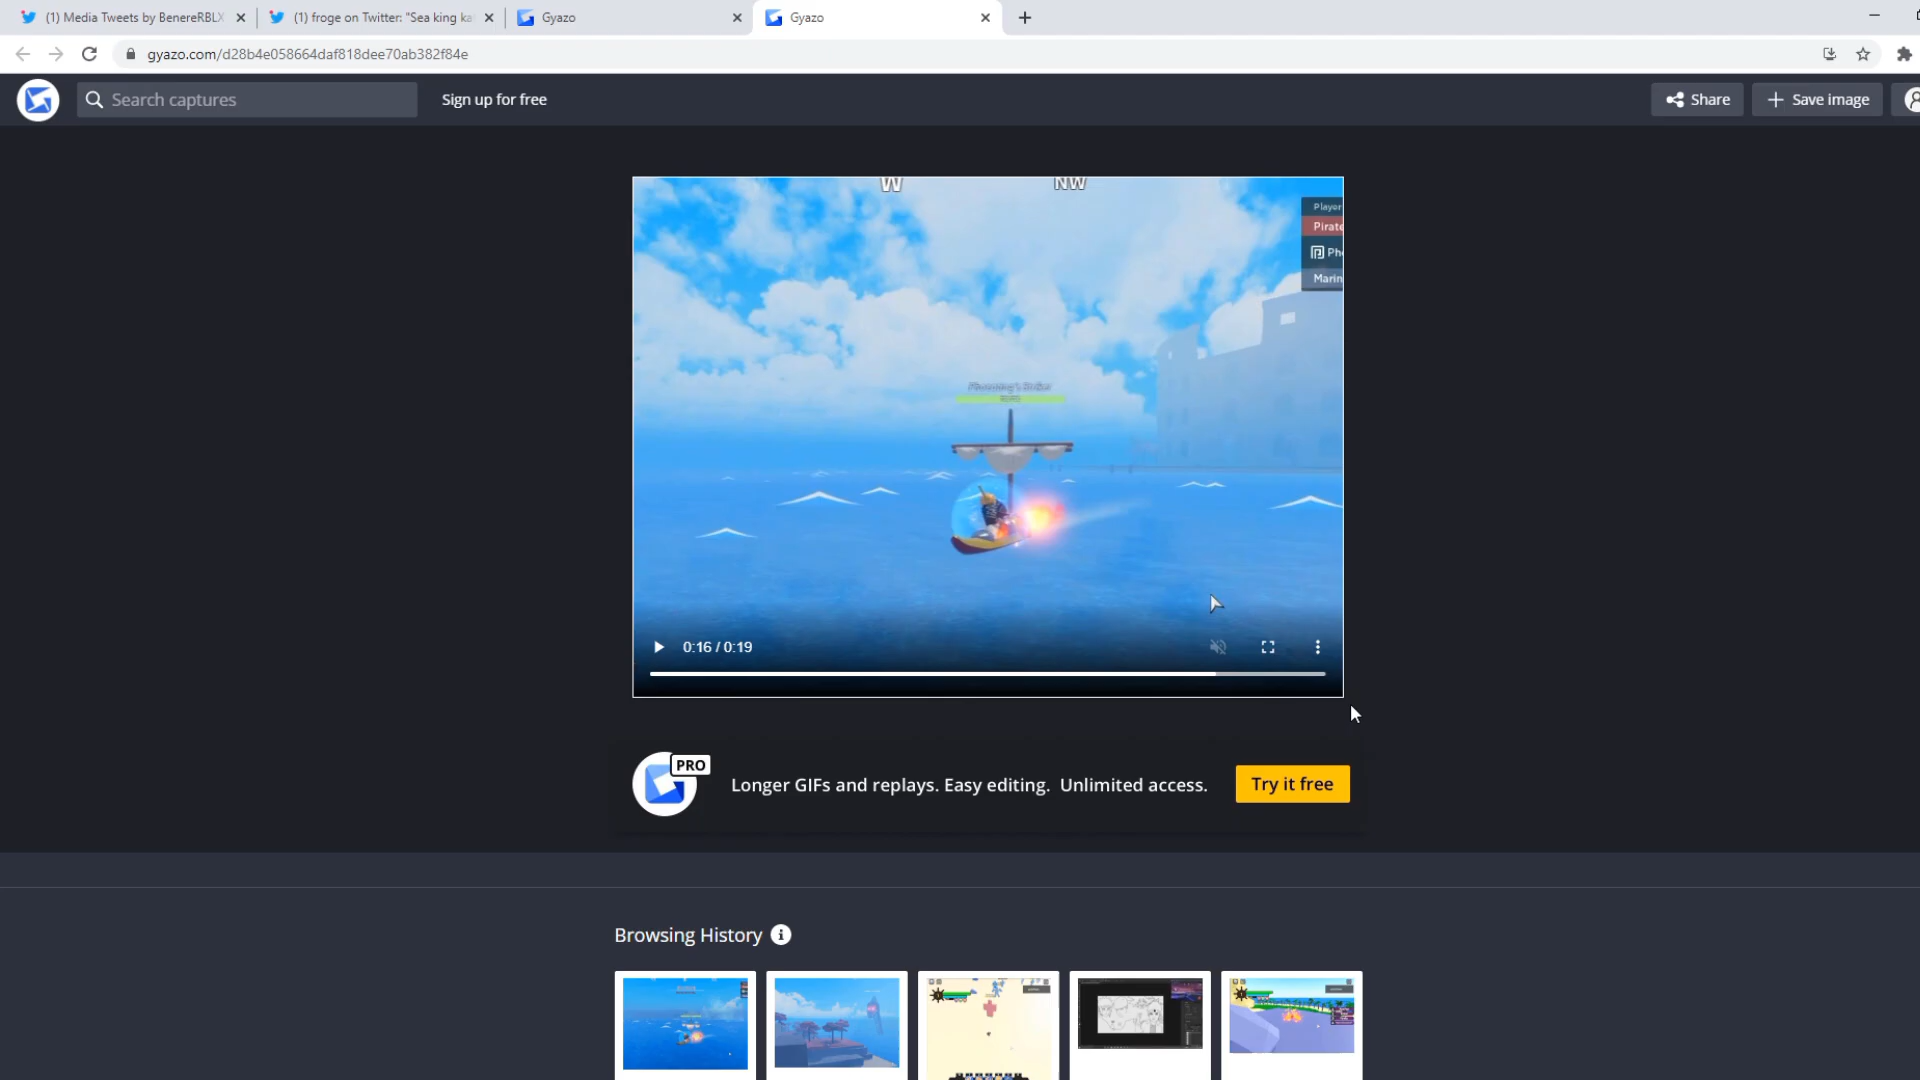 (1) Media Tweets by BenereRBLX
(1) froge on Twitter: "Sea king ka
Gyazo
Gyazo
gyazo.com/d28b4e058664daf818dee70ab382f84e
Search captures
Sign up for free
Share
Save image
W
NW
Player
Pirate
Ph
Marin
0:16 / 0:19
PRO
Longer GIFs and replays. Easy editing. Unlimited access.
Try it free
Browsing History